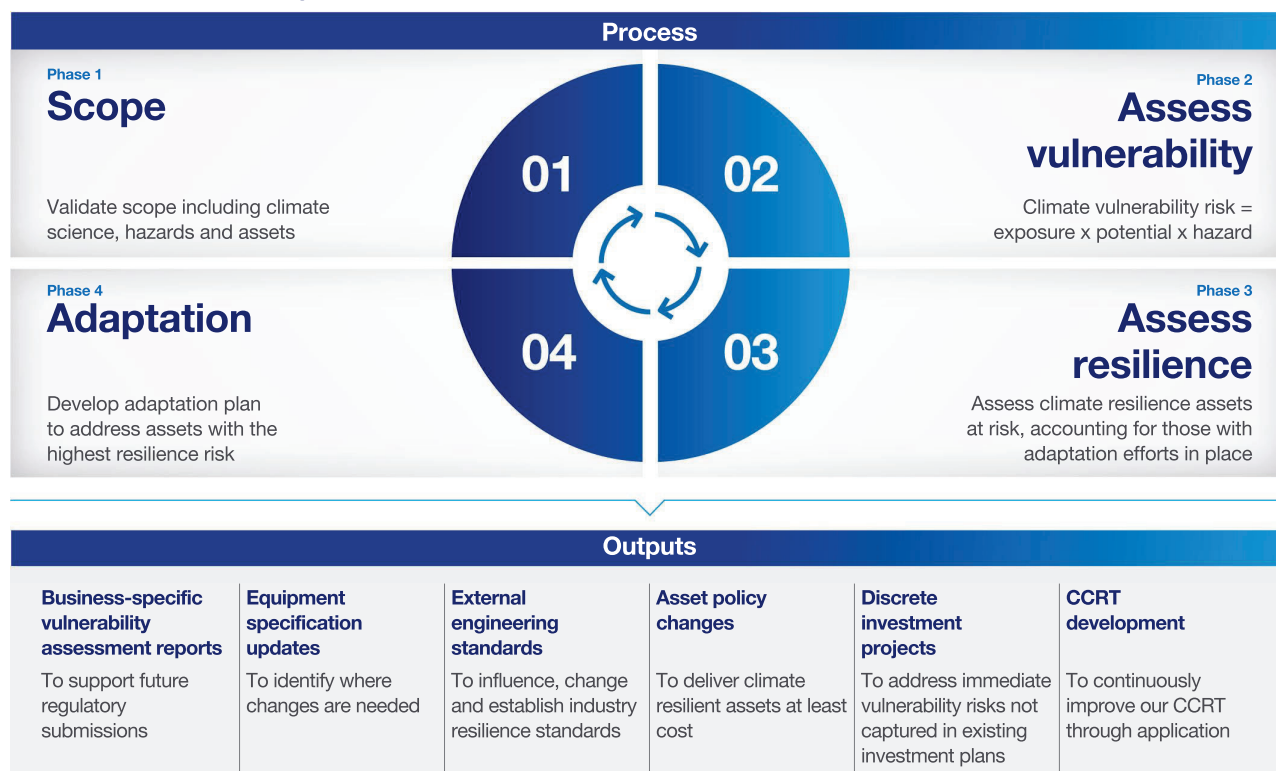 Process
Phase 1
Scope
Validate scope including climate
science, hazards and assets
01
02
Phase 2
Assess
vulnerability
Climate vulnerability risk =
exposure x potential x hazard
Phase 4
Adaptation
Develop adaptation plan
to address assets with the
highest resilience risk
04
03
Phase 3
Assess
resilience
Assess climate resilience assets
at risk, accounting for those with
adaptation efforts in place
Outputs
Business-specific
vulnerability
assessment reports
To support future
regulatory
submissions
Equipment
specification
updates
To identify where
changes are needed
External
engineering
standards
To influence, change
and establish industry
resilience standards
Asset policy
changes
To deliver climate
resilient assets at least
cost
Discrete
investment
projects
To address immediate
vulnerability risks not
captured in existing
investment plans
CCRT
development
To continuously
improve our CCRT
through application